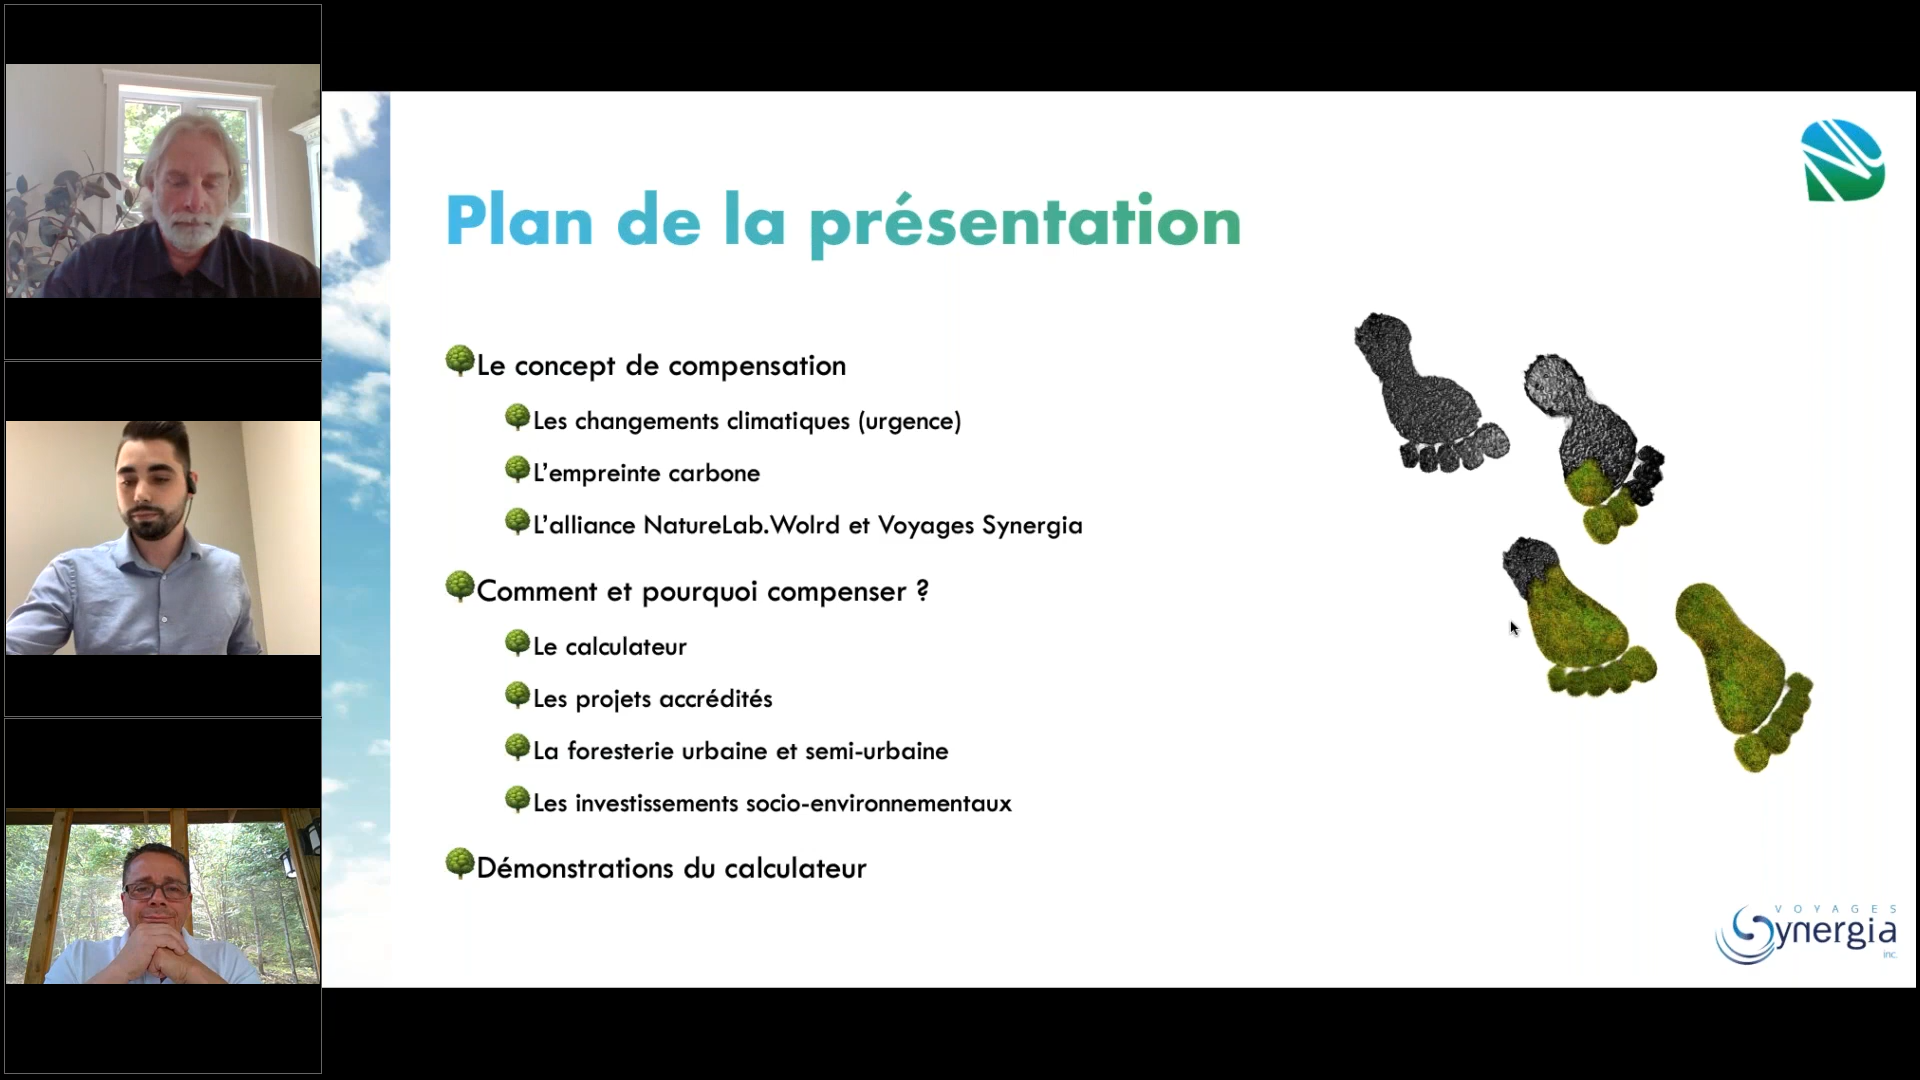 Plan de la présentation
Le concept de compensation
Les changements climatiques (urgence)
L’empreinte carbone
L’alliance NatureLab.Wolrd et Voyages Synergia
Comment et pourquoi compenser ?
Le calculateur
Les projets accrédités
La foresterie urbaine et semi-urbaine
Les investissements socio-environnementaux
Démonstrations du calculateur
VOYAGES
Synergia
inc.